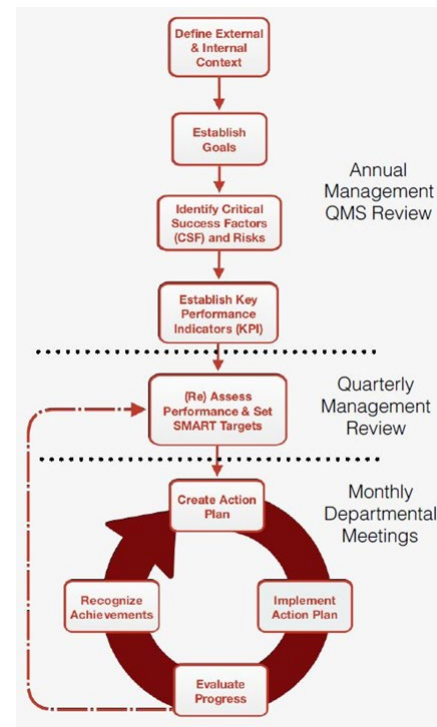 Define External
& Internal
Context
Establish
Goals
Identify Critical
Success Factors
(CSF) and Risks
Establish Key
Performance
Indicators (KPI)
Annual
Management
QMS Review
(Re) Assess
Performance & Set
SMART Targets
Quarterly
Management
Review
Create Action
Plan
Monthly
Departmental
Meetings
Implement
Action Plan
Evaluate
Progress
Recognize
Achievements